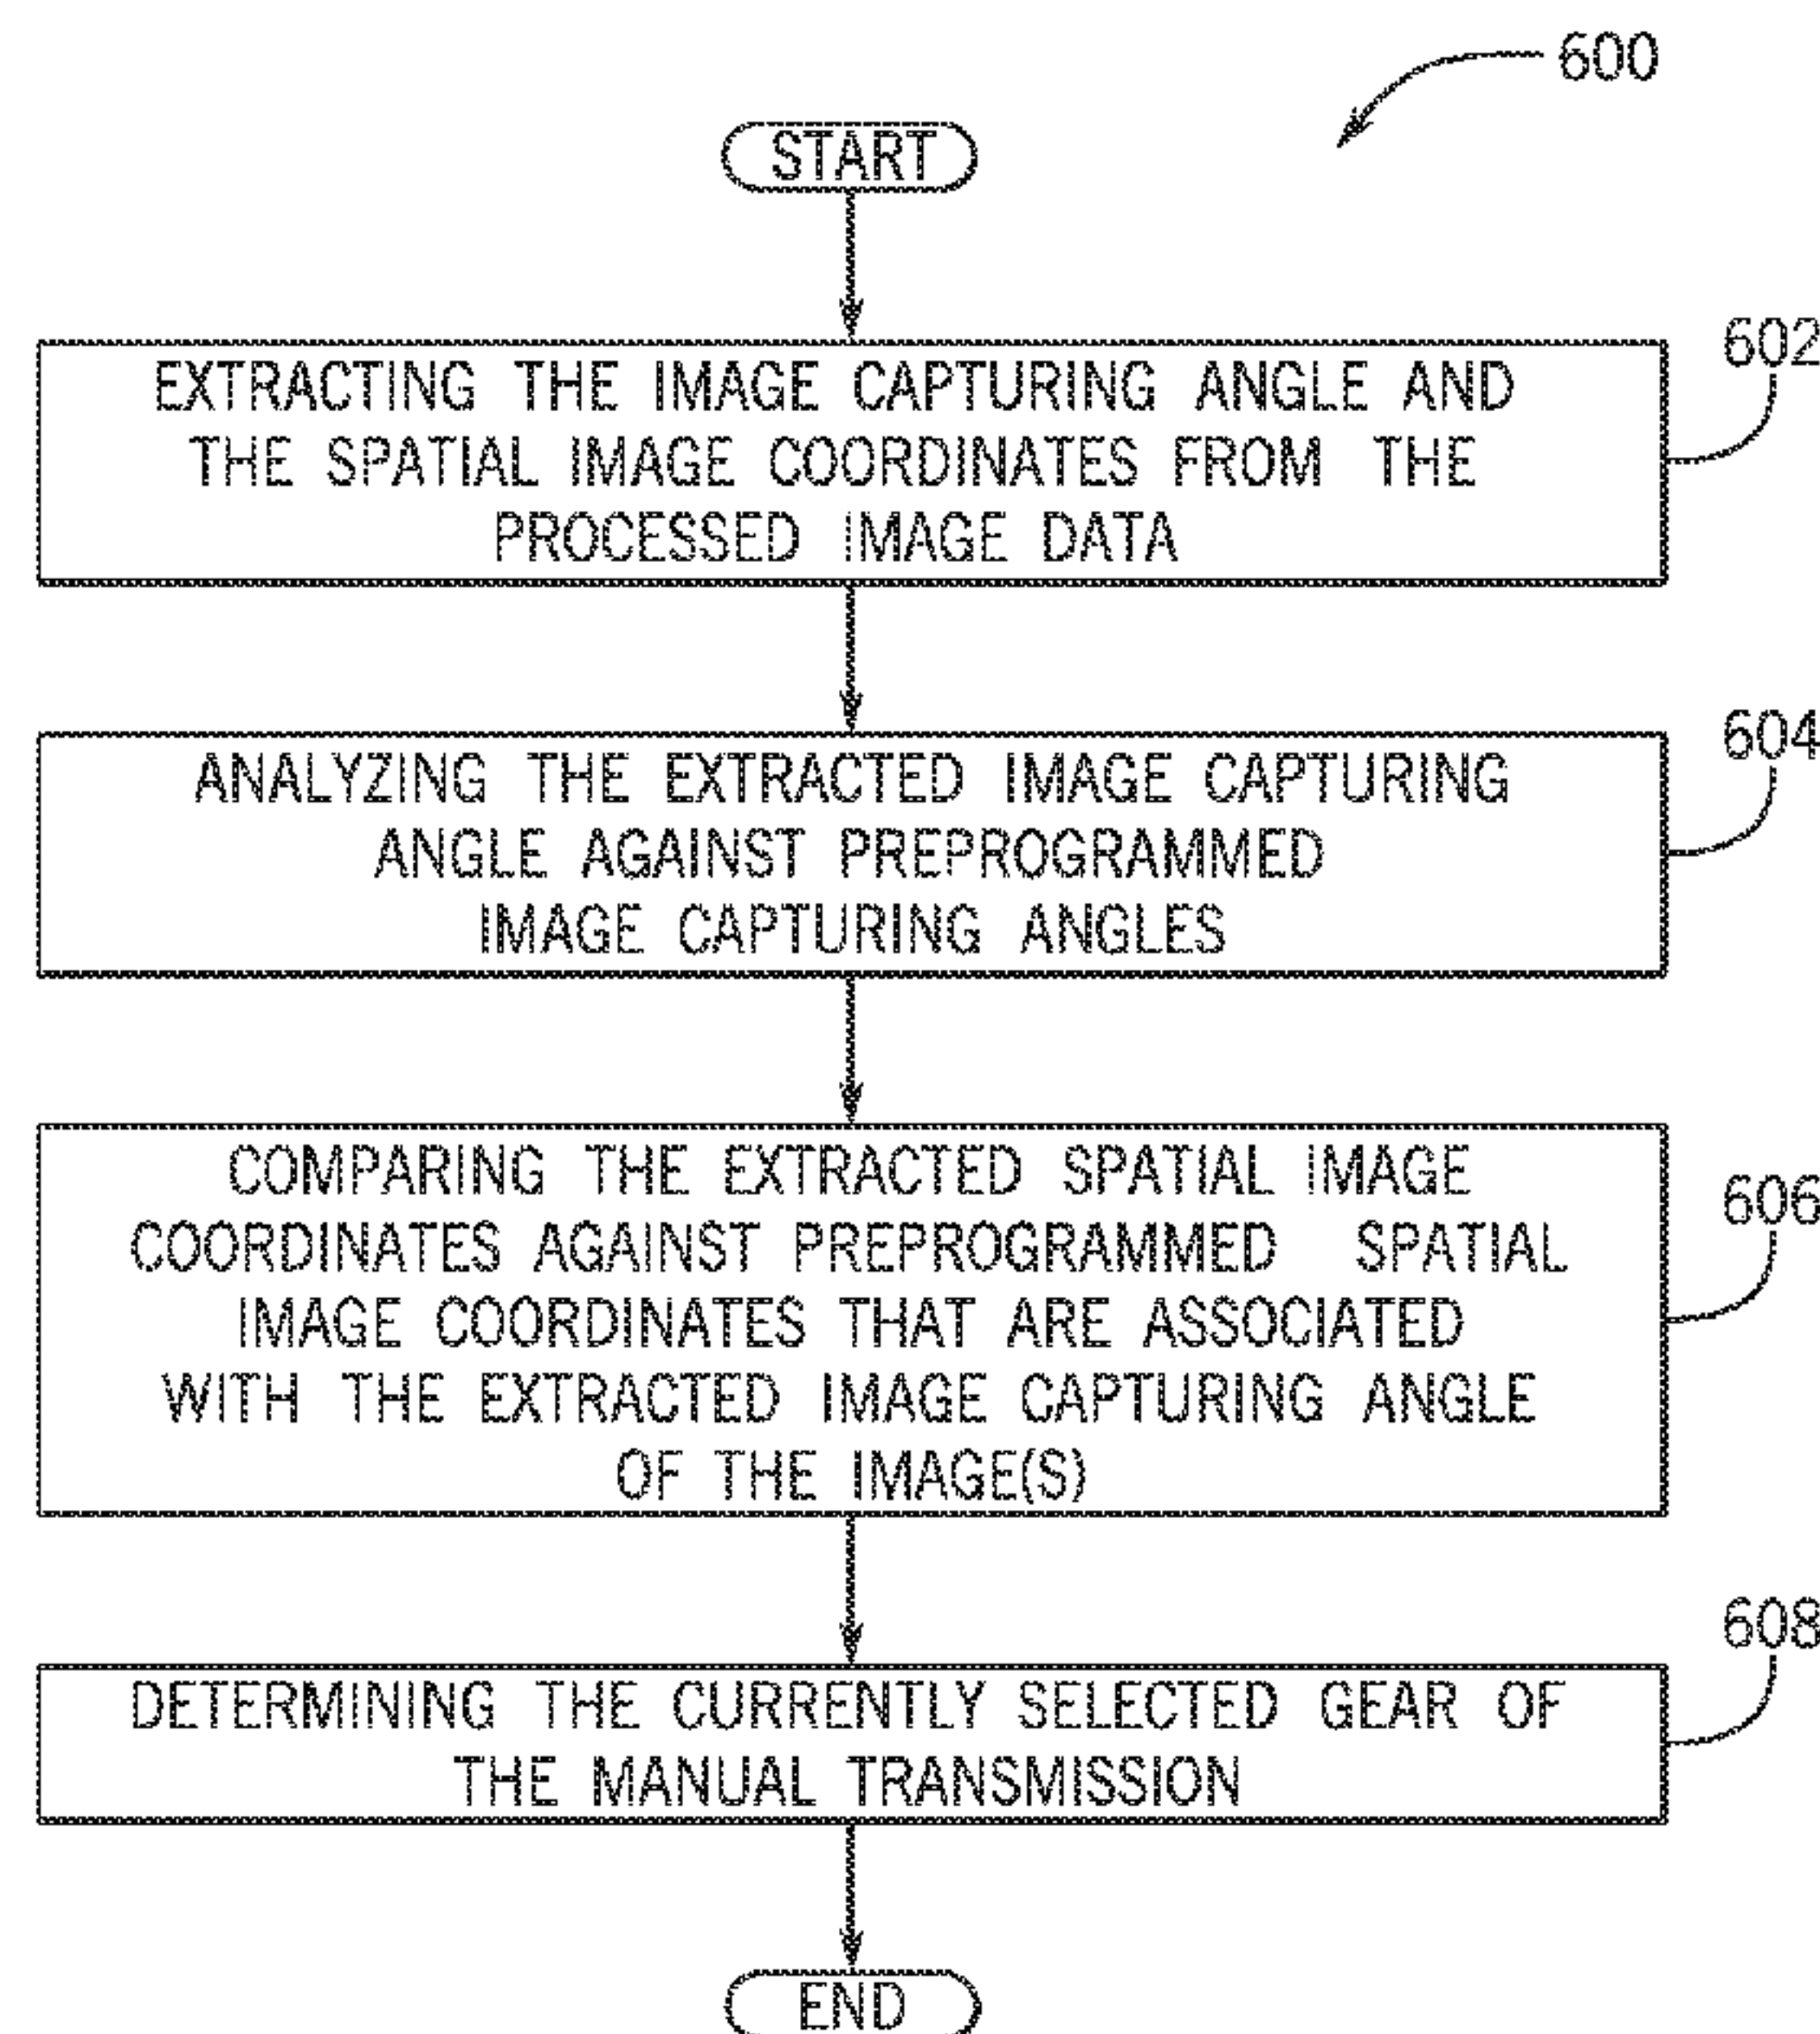 600
START
602
EXTRACTING THE IMAGE CAPTURING ANGLE AND
THE SPATIAL IMAGE COORDINATES FROM THE
PROCESSED IMAGE DATA
604
ANALYZING THE EXTRACTED IMAGE CAPTURING
ANGLE AGAINST PREPROGRAMMED
IMAGE CAPTURING ANGLES
606
COMPARING THE EXTRACTED SPATIAL IMAGE
COORDINATES AGAINST PREPROGRAMMED SPATIAL
IMAGE COORDINATES THAT ARE ASSOCIATED
WITH THE EXTRACTED IMAGE CAPTURING ANGLE
OF THE IMAGE(S)
608
DETERMINING THE CURRENTLY SELECTED GEAR OF
THE MANUAL TRANSMISSION
END